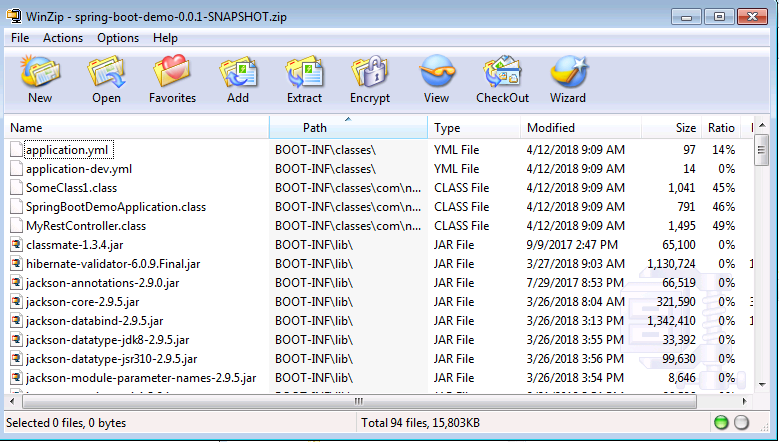 WinZip - spring-boot-demo-0.0.1-SNAPSHOT.zip
File Actions Options Help
New Open Favorites Add Extract Encrypt View CheckOut Wizard
Name Path Type Modified Size Ratio
application.yml BOOT-INF\classes\ YML File 4/12/2018 9:09 AM 97 14%
application-dev.yml BOOT-INF\classes\ YML File 4/12/2018 9:09 AM 14 0%
SomeClass1.class BOOT-INF\classes\com\n... CLASS File 4/12/2018 9:09 AM 1,041 45%
SpringBootDemoApplication.class BOOT-INF\classes\com\n... CLASS File 4/12/2018 9:09 AM 791 46%
MyRestController.class BOOT-INF\classes\com\n... CLASS File 4/12/2018 9:09 AM 1,495 49%
classmate-1.3.4.jar BOOT-INF\lib\ JAR File 9/9/2017 2:47 PM 65,100 0%
hibernate-validator-6.0.9.Final.jar BOOT-INF\lib\ JAR File 3/27/2018 9:03 AM 1,130,724 0%
jackson-annotations-2.9.0.jar BOOT-INF\lib\ JAR File 7/29/2017 8:53 PM 66,519 0%
jackson-core-2.9.5.jar BOOT-INF\lib\ JAR File 3/26/2018 8:04 AM 321,590 0%
jackson-databind-2.9.5.jar BOOT-INF\lib\ JAR File 3/26/2018 3:13 PM 1,342,410 0%
jackson-datatype-jdk8-2.9.5.jar BOOT-INF\lib\ JAR File 3/26/2018 3:55 PM 33,392 0%
jackson-datatype-jsr310-2.9.5.jar BOOT-INF\lib\ JAR File 3/26/2018 3:56 PM 99,630 0%
jackson-module-parameter-names-2.9.5.jar BOOT-INF\lib\ JAR File 3/26/2018 3:54 PM 8,646 0%
Selected 0 files, 0 bytes Total 94 files, 15,803KB